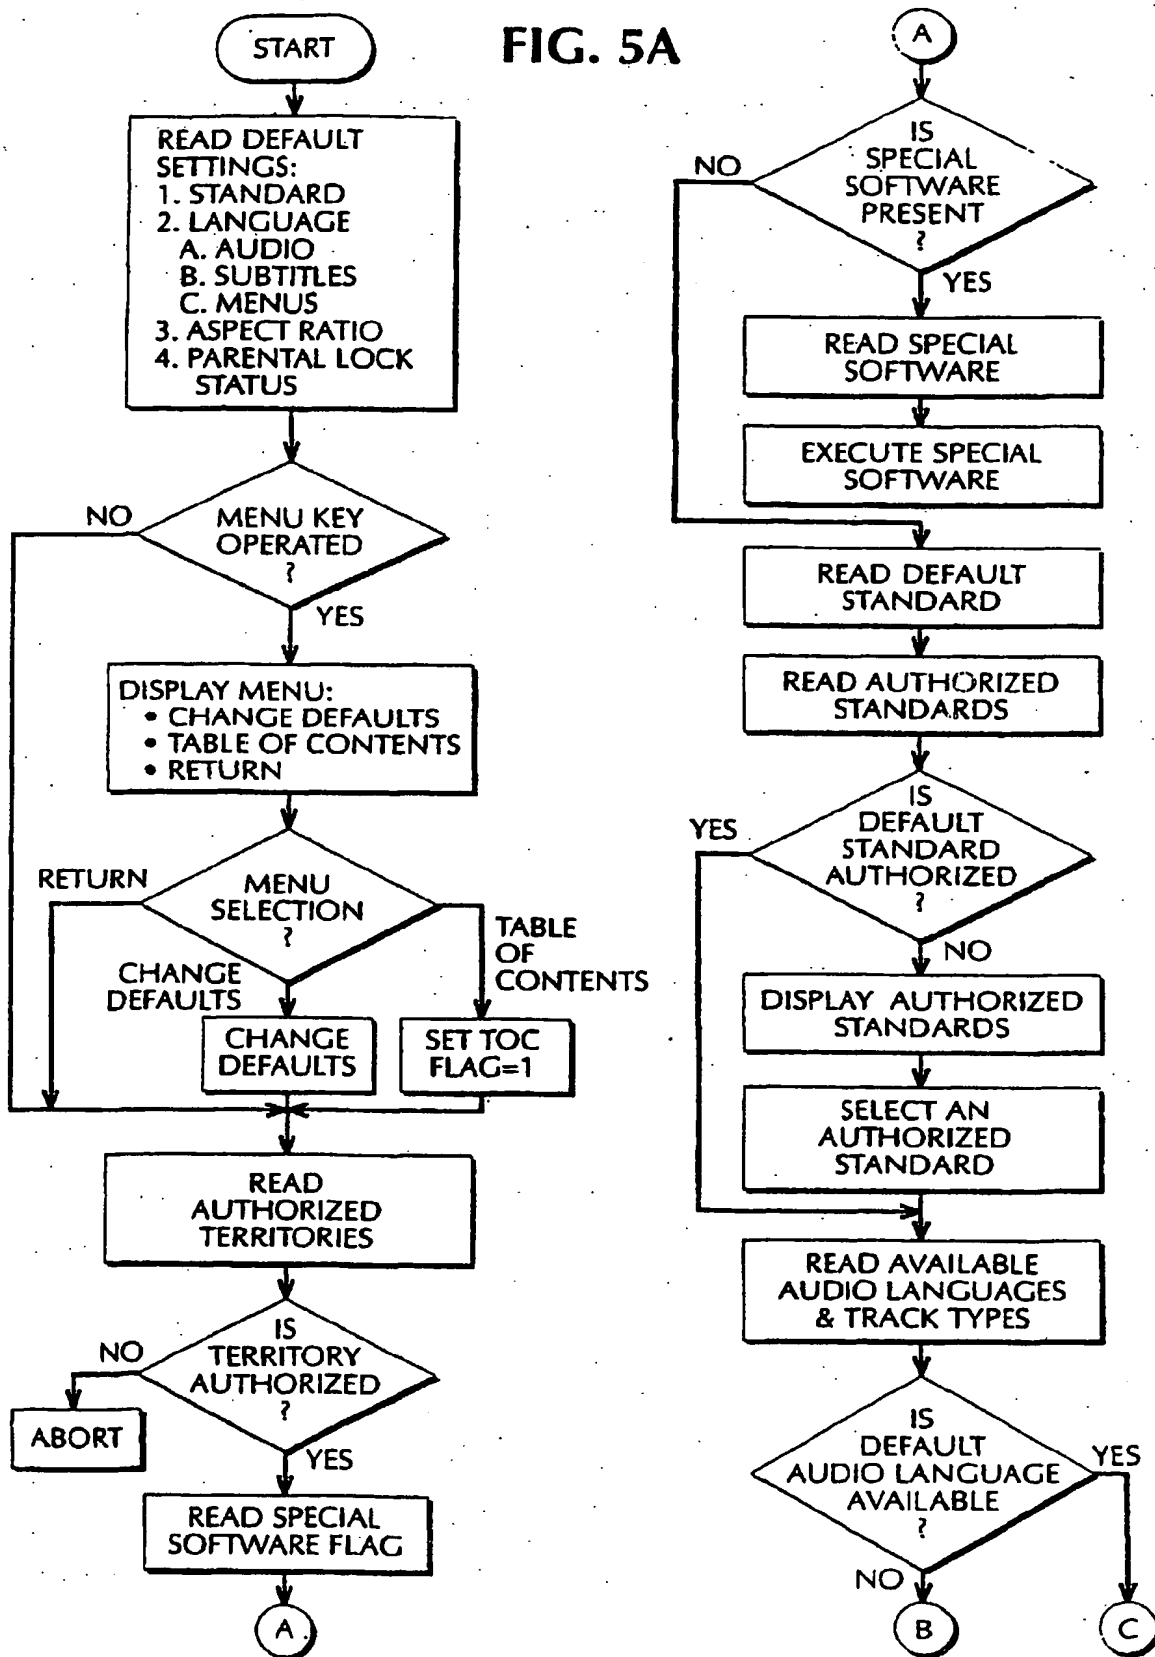 FIG. 5A
START
READ DEFAULT
SETTINGS:
1. STANDARD
2. LANGUAGE
A. AUDIO
B. SUBTITLES
C. MENUS
3. ASPECT RATIO
4. PARENTAL LOCK
STATUS
NO
MENU KEY
OPERATED
?
YES
DISPLAY MENU:
• CHANGE DEFAULTS
• TABLE OF CONTENTS
• RETURN
RETURN
MENU
SELECTION
?
CHANGE
DEFAULTS
TABLE
OF
CONTENTS
CHANGE
DEFAULTS
SET TOC
FLAG=1
READ
AUTHORIZED
TERRITORIES
NO
IS
TERRITORY
AUTHORIZED
?
ABORT
YES
READ SPECIAL
SOFTWARE FLAG
A
A
NO
IS
SPECIAL
SOFTWARE
PRESENT
?
YES
READ SPECIAL
SOFTWARE
EXECUTE SPECIAL
SOFTWARE
READ DEFAULT
STANDARD
READ AUTHORIZED
STANDARDS
YES
IS
DEFAULT
STANDARD
AUTHORIZED
?
NO
DISPLAY AUTHORIZED
STANDARDS
SELECT AN
AUTHORIZED
STANDARD
READ AVAILABLE
AUDIO LANGUAGES
& TRACK TYPES
IS
DEFAULT
AUDIO LANGUAGE
AVAILABLE
?
YES
NO
B
C